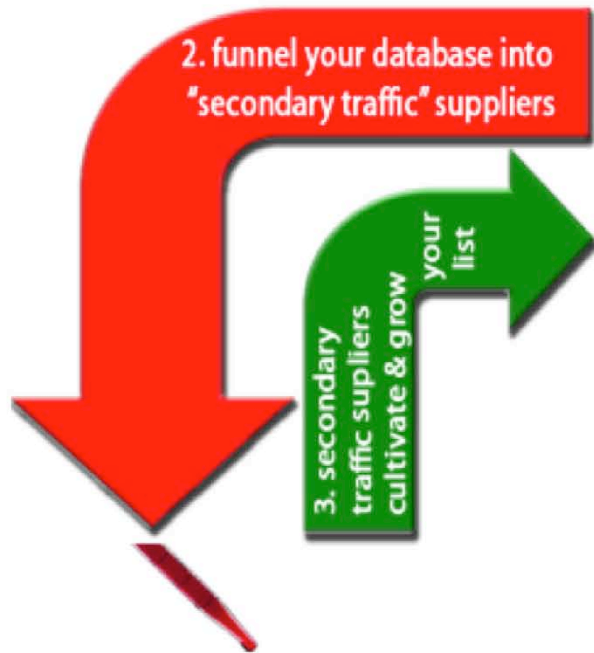 2. funnel your database into
"secondary traffic" suppliers
3. secondary
traffic supliers
cultivate & grow
your
list